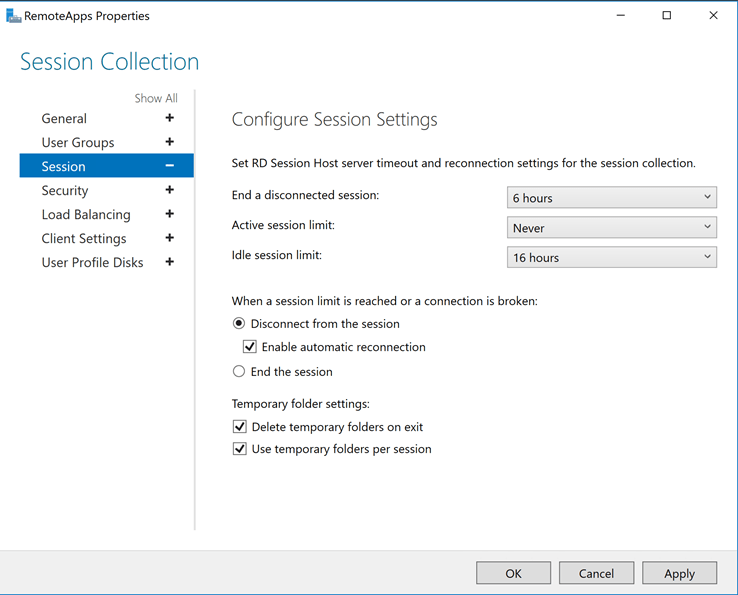 RemoteApps Properties
Session Collection
Show All
General +
User Groups +
Session −
Security +
Load Balancing +
Client Settings +
User Profile Disks +
Configure Session Settings
Set RD Session Host server timeout and reconnection settings for the session collection.
End a disconnected session: 6 hours
Active session limit: Never
Idle session limit: 16 hours
When a session limit is reached or a connection is broken:
Disconnect from the session
Enable automatic reconnection
End the session
Temporary folder settings:
Delete temporary folders on exit
Use temporary folders per session
OK Cancel Apply